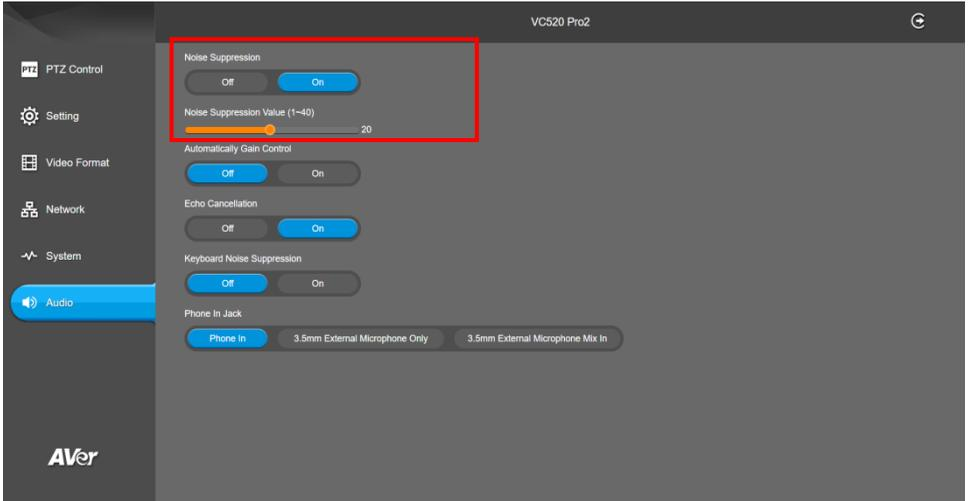 VC520 Pro2
PTZ PTZ Control
Setting
Video Format
Network
System
Audio
AVer
Noise Suppression
Off On
Noise Suppression Value (1~40)
20
Automatically Gain Control
Off On
Echo Cancellation
Off On
Keyboard Noise Suppression
Off On
Phone In Jack
Phone In 3.5mm External Microphone Only 3.5mm External Microphone Mix In